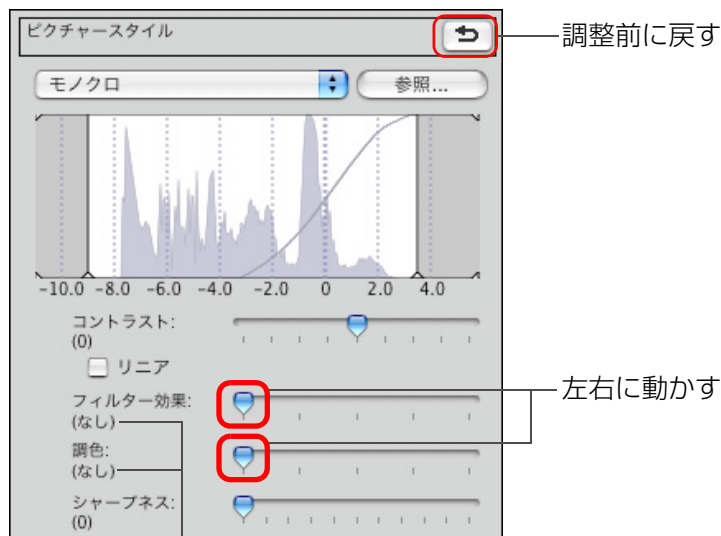 ピクチャースタイル
調整前に戻す
モノクロ
参照...
-10.0 -8.0 -6.0 -4.0 -2.0 0 2.0 4.0
コントラスト:
(0)
リニア
左右に動かす
フィルター効果:
(なし)
調色:
(なし)
シャープネス:
(0)